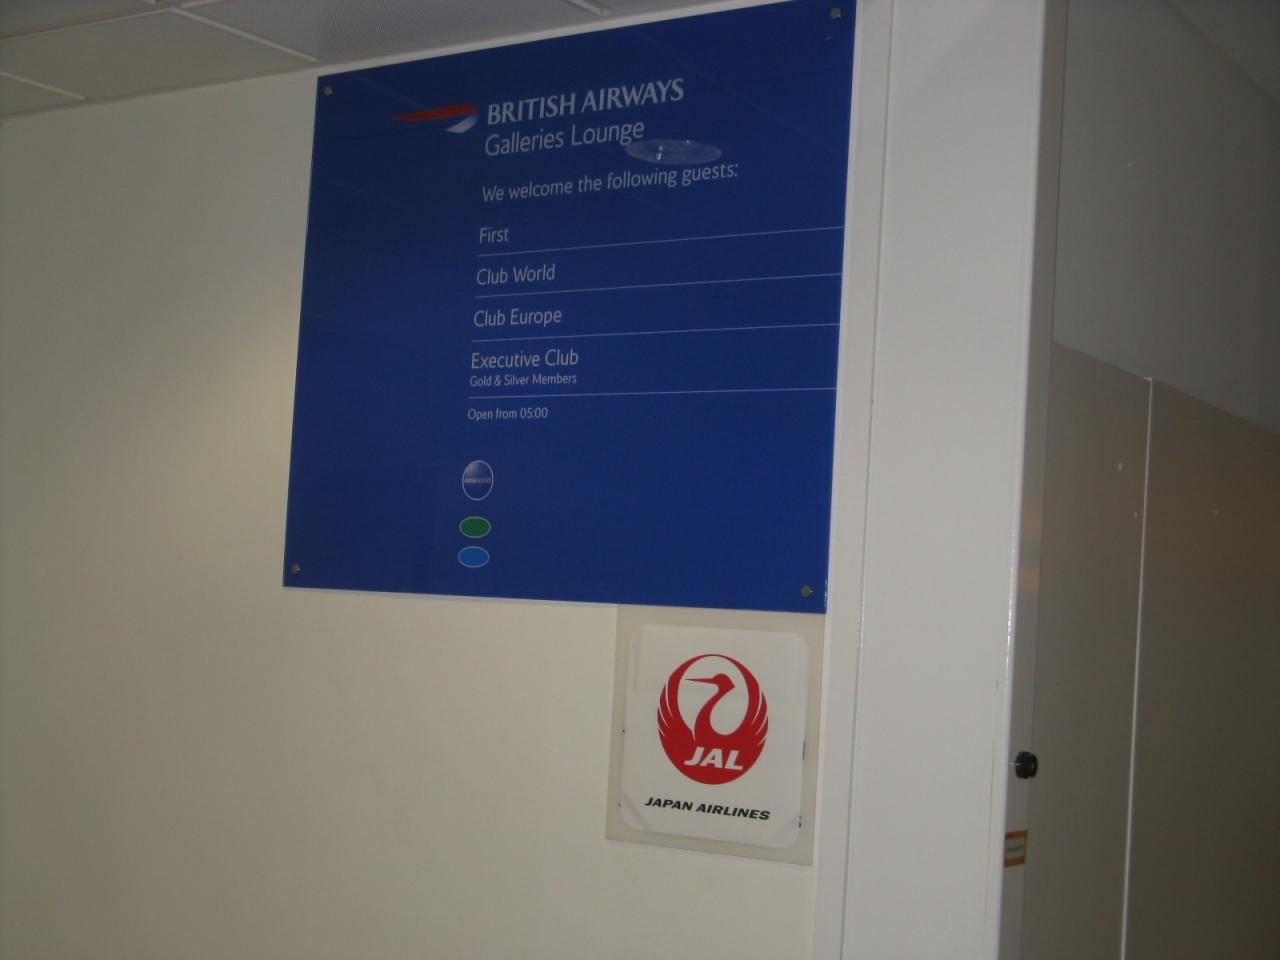 BRITISH AIRWAYS
Galleries Lounge
We welcome the following guests:
First
Club World
Club Europe
Executive Club
Gold & Silver Members
Open from 05:00
oneworld
JAL
JAPAN AIRLINES